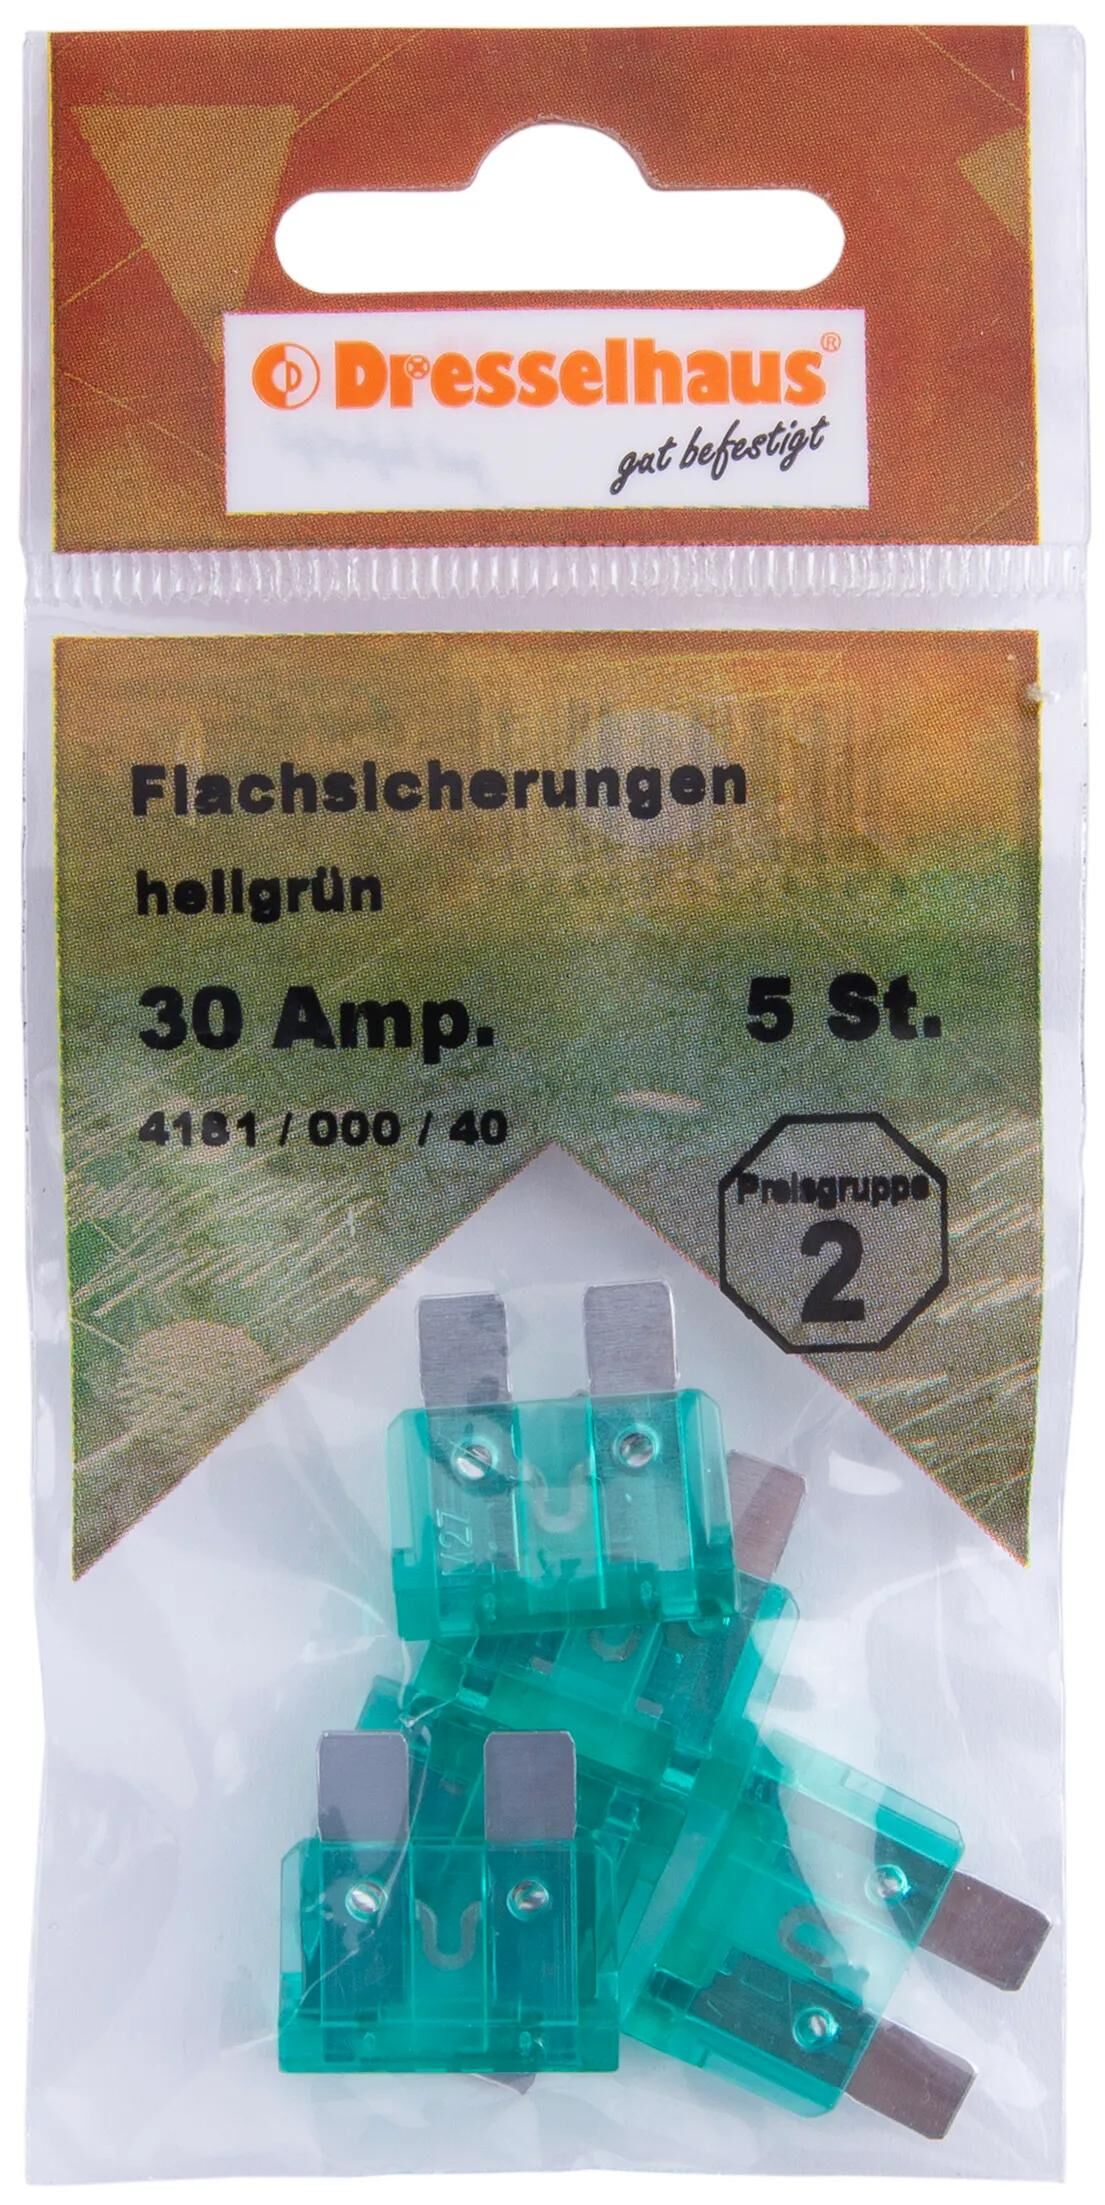 Dresselhaus®
gut befestigt
Flachsicherungen
hellgrün
30 Amp. 5 St.
4181 / 000 / 40
Preisgruppe
2